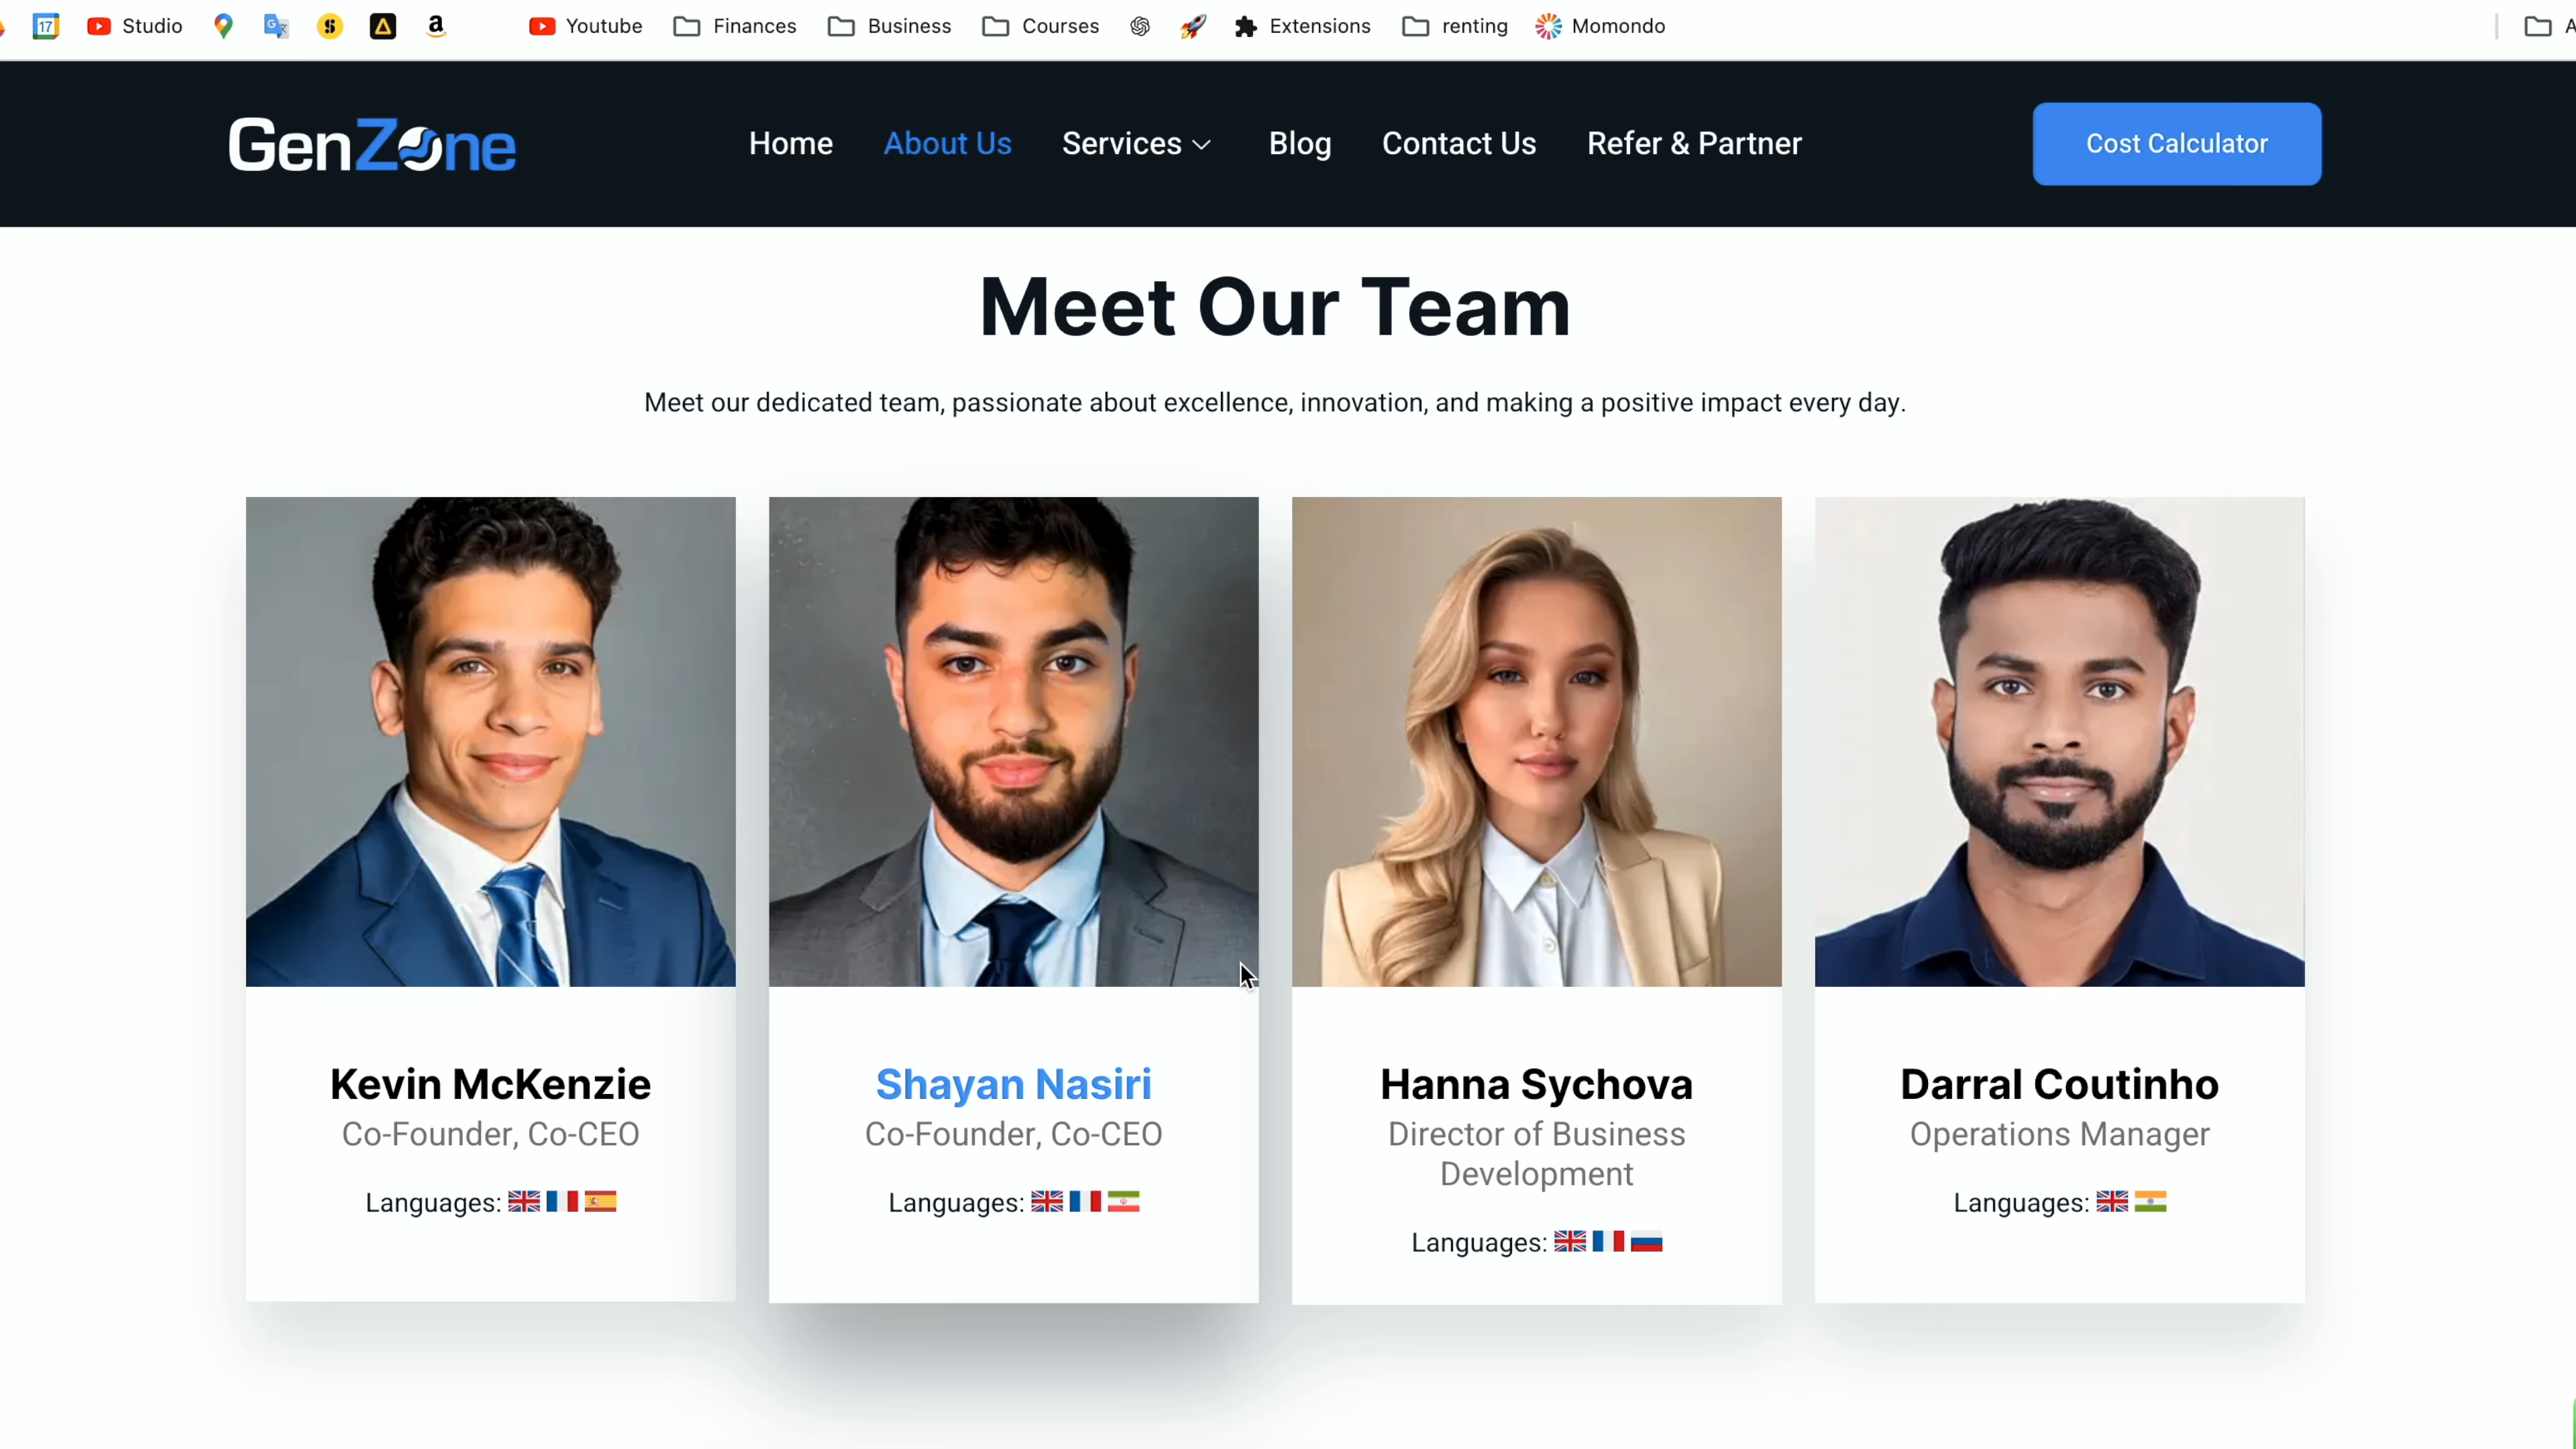 17 Studio G $ a Youtube Finances Business Courses Extensions renting Momondo
GenZone Home About Us Services Blog Contact Us Refer & Partner Cost Calculator
Meet Our Team
Meet our dedicated team, passionate about excellence, innovation, and making a positive impact every day.
Kevin McKenzie
Co-Founder, Co-CEO
Languages:
Shayan Nasiri
Co-Founder, Co-CEO
Languages:
Hanna Sychova
Director of Business
Development
Languages:
Darral Coutinho
Operations Manager
Languages: